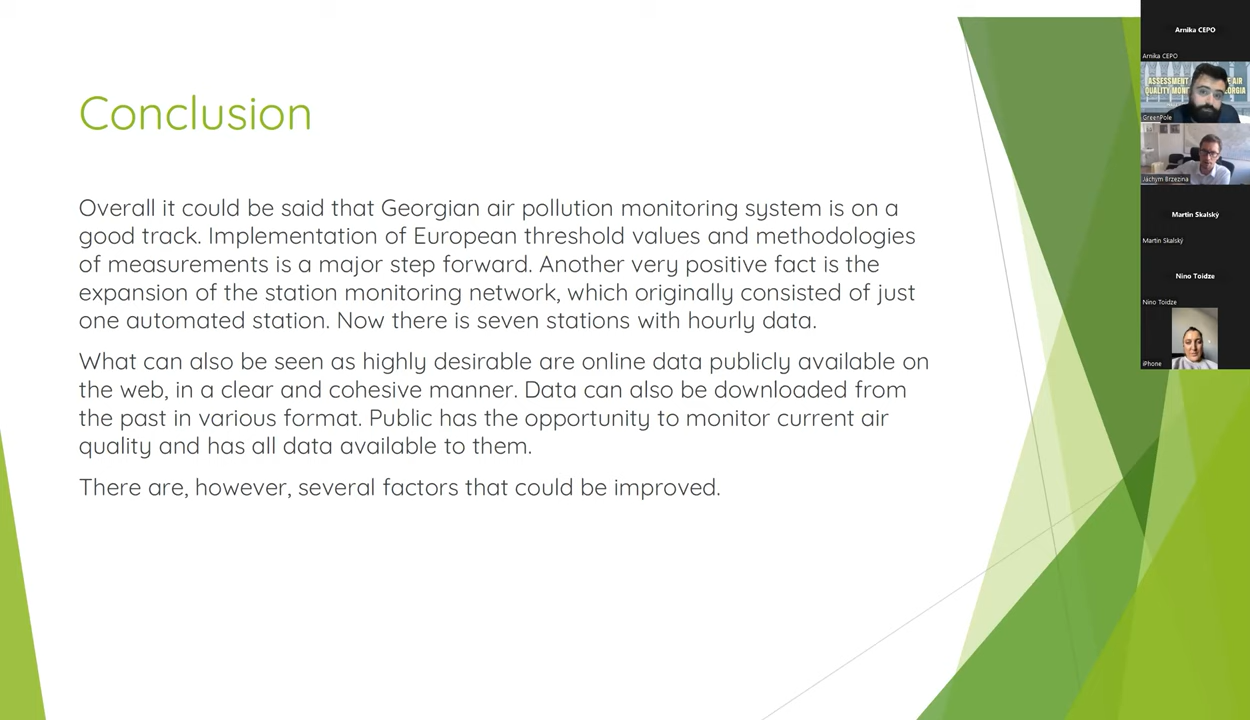 Conclusion
Overall it could be said that Georgian air pollution monitoring system is on a
good track. Implementation of European threshold values and methodologies
of measurements is a major step forward. Another very positive fact is the
expansion of the station monitoring network, which originally consisted of just
one automated station. Now there is seven stations with hourly data.
What can also be seen as highly desirable are online data publicly available on
the web, in a clear and cohesive manner. Data can also be downloaded from
the past in various format. Public has the opportunity to monitor current air
quality and has all data available to them.
There are, however, several factors that could be improved.
Arnika CEPO
Arnika CEPO
ASSESSMENT AIR
QUALITY
GreenPole
Jáchym Brzezina
Martin Skalský
Martin Skalský
Nino Toidze
Nino Toidze
iPhone